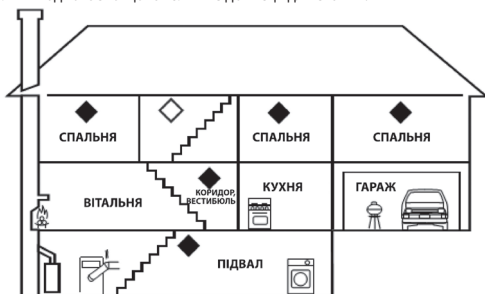 СПАЛЬНЯ
СПАЛЬНЯ
СПАЛЬНЯ
ВІТАЛЬНЯ
КОРИДОР,
ВЕСТИБЮЛЬ
КУХНЯ
ГАРАЖ
ПІДВАЛ